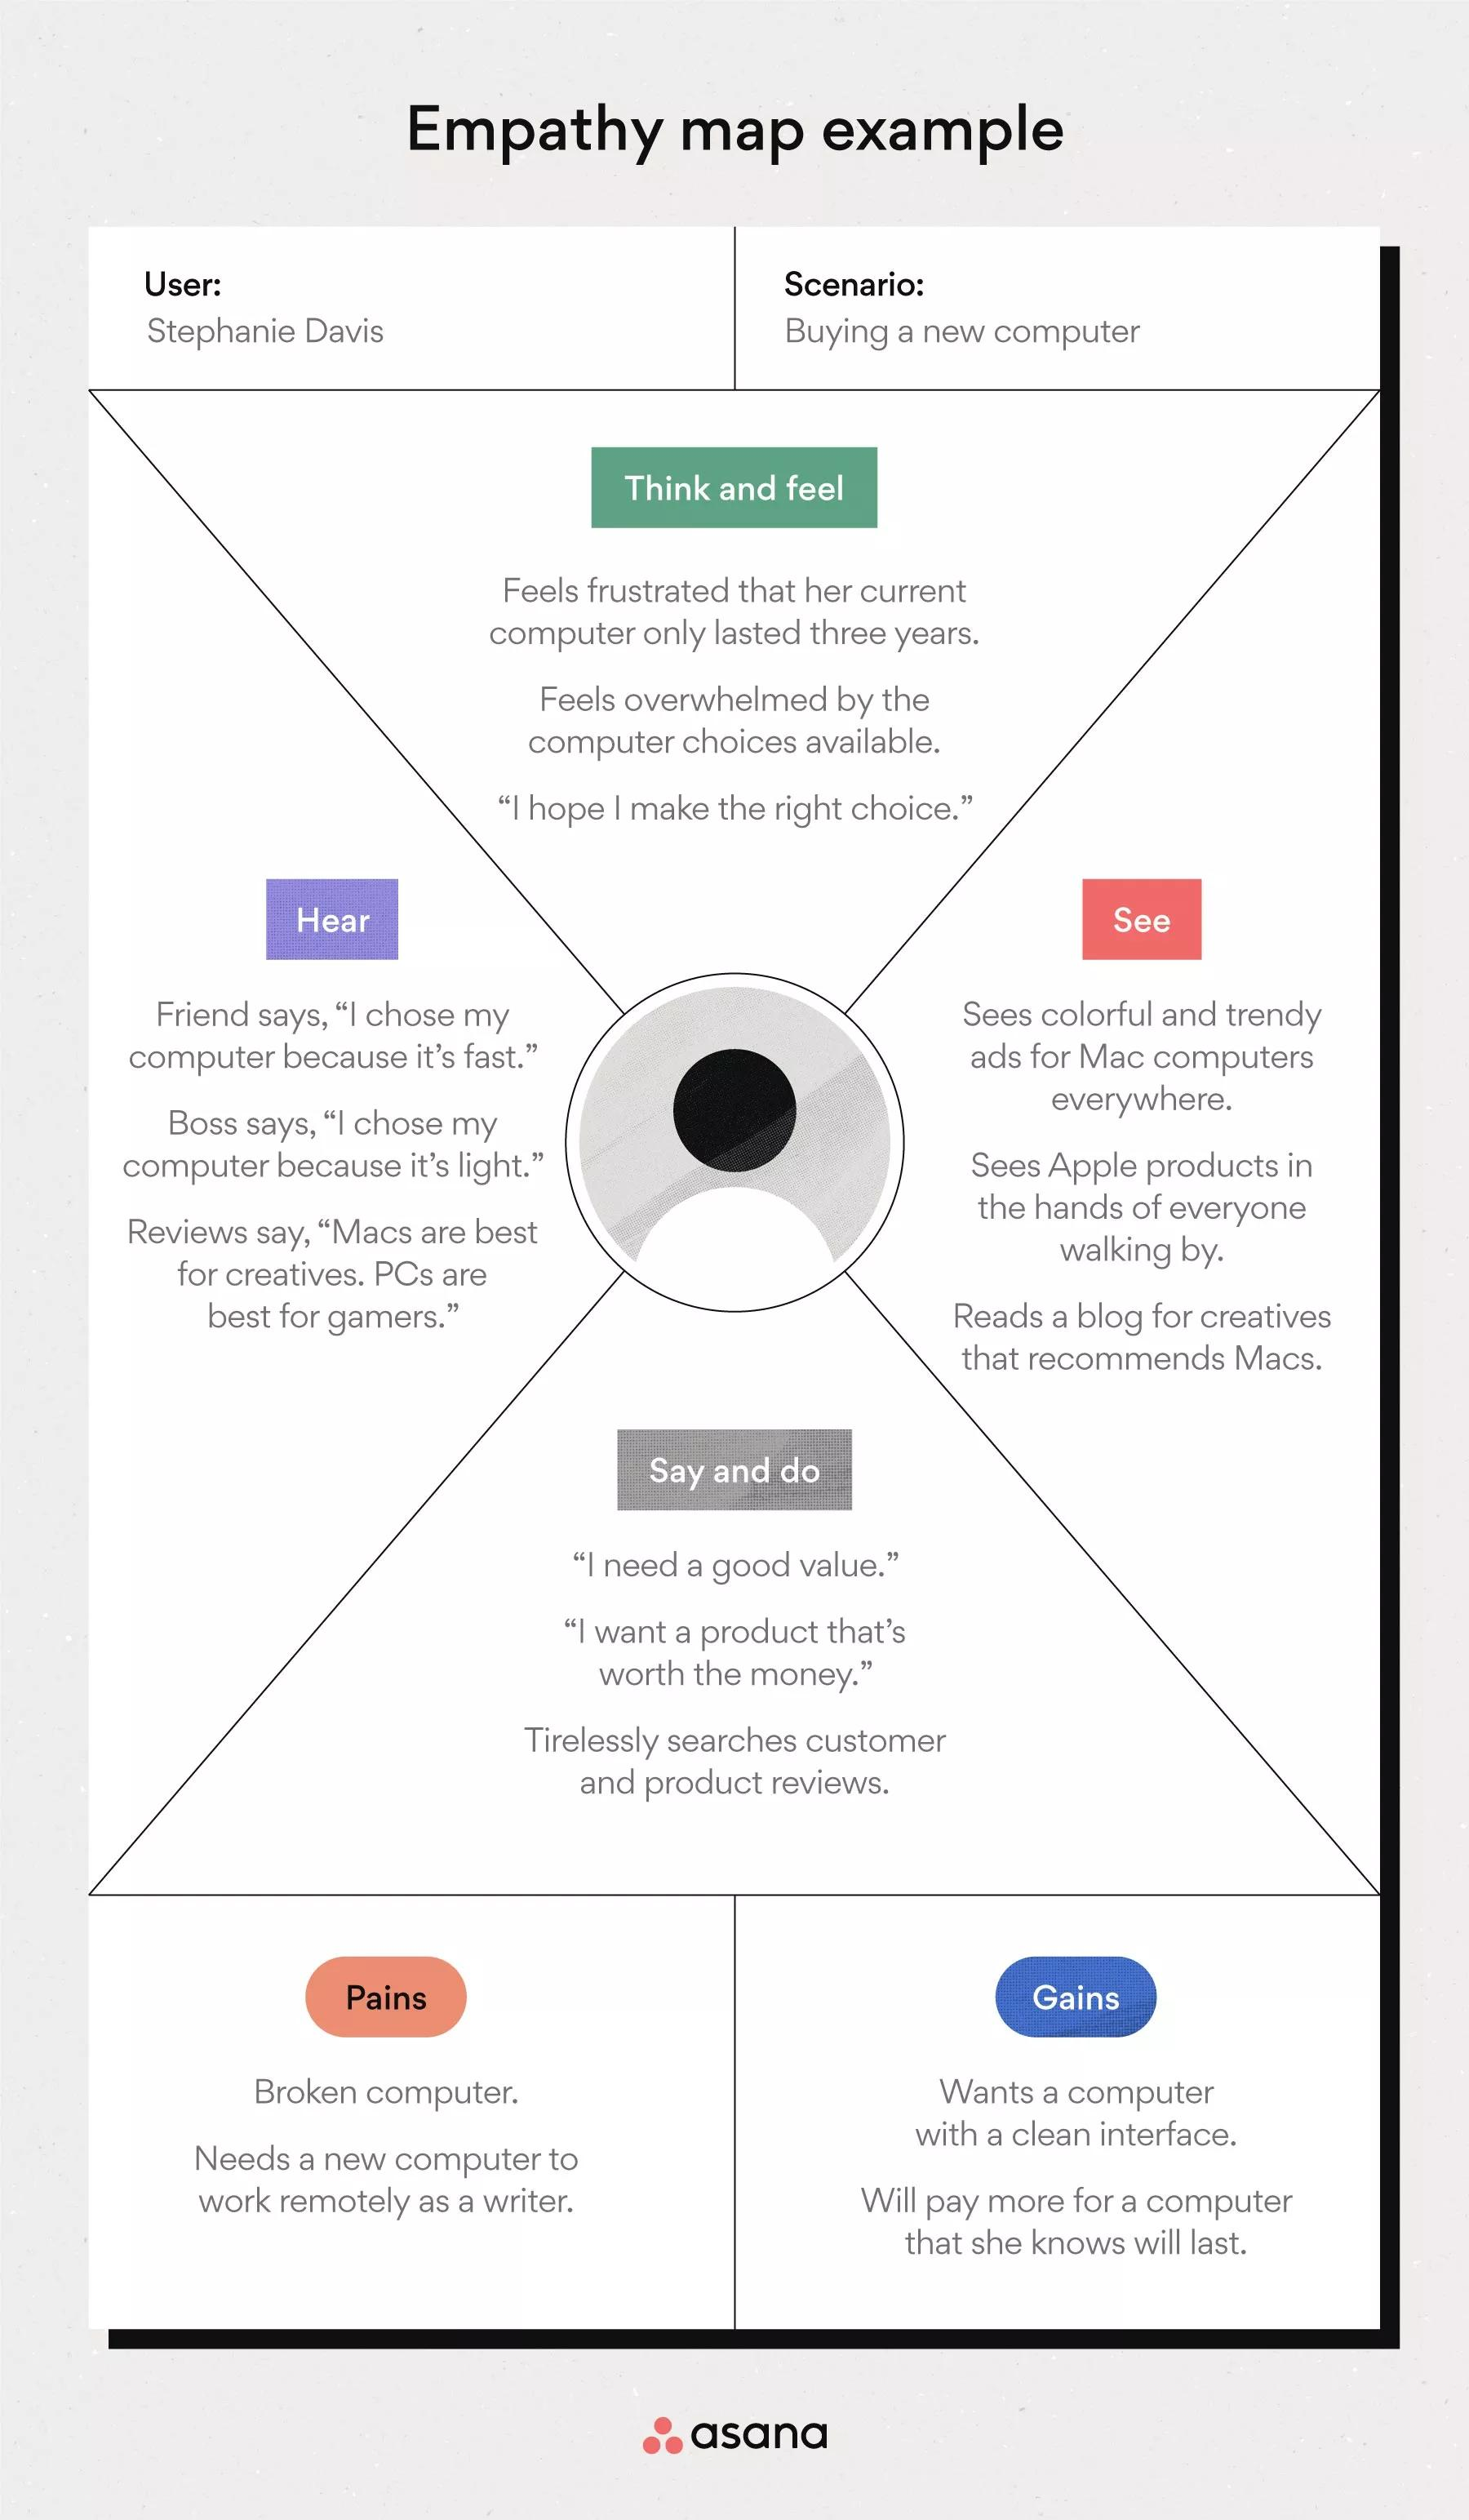 Empathy map example
User:
Stephanie Davis
Scenario:
Buying a new computer
Think and feel
Feels frustrated that her current
computer only lasted three years.
Feels overwhelmed by the
computer choices available.
“I hope I make the right choice.”
Hear
Friend says, “I chose my
computer because it’s fast.”
Boss says, “I chose my
computer because it’s light.”
Reviews say, “Macs are best
for creatives. PCs are
best for gamers.”
See
Sees colorful and trendy
ads for Mac computers
everywhere.
Sees Apple products in
the hands of everyone
walking by.
Reads a blog for creatives
that recommends Macs.
Say and do
“I need a good value.”
“I want a product that’s
worth the money.”
Tirelessly searches customer
and product reviews.
Pains
Broken computer.
Needs a new computer to
work remotely as a writer.
Gains
Wants a computer
with a clean interface.
Will pay more for a computer
that she knows will last.
asana